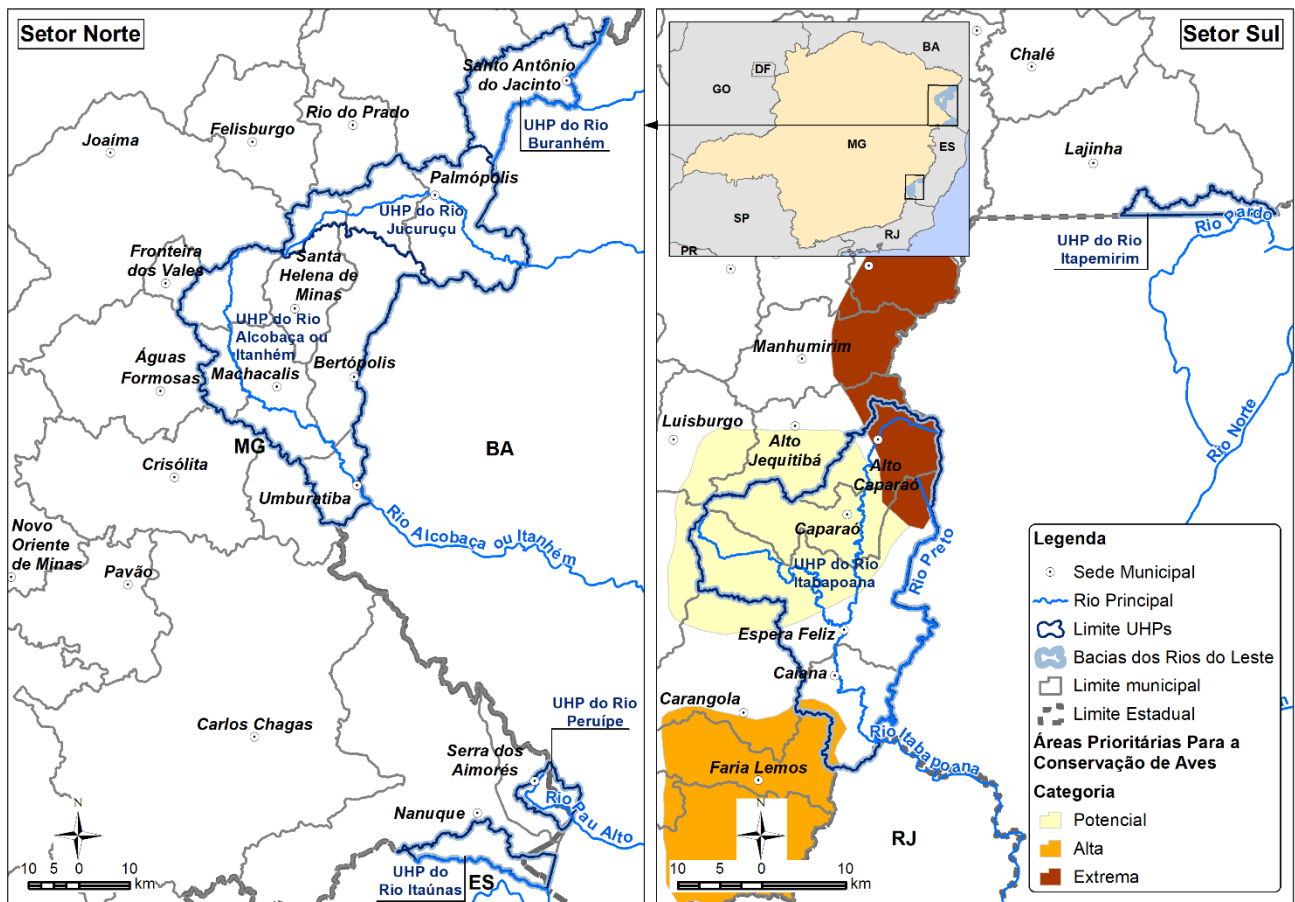 Setor Norte
Santo Antônio
do Jacinto
Rio do Prado
Felisburgo
Joaíma
UHP do Rio
Buranhém
Palmópolis
UHP do Rio
Jucuruçu
Fronteira
dos Vales
Santa
Helena de
Minas
UHP do Rio
Alcobaça ou
Itanhém
Águas
Formosas
Machacalis
Bertópolis
MG
BA
Crisólita
Umburatiba
Rio Alcobaça ou Itanhém
Novo
Oriente
de Minas
Pavão
Carlos Chagas
UHP do Rio
Peruípe
Serra dos
Aimorés
Rio Pau Alto
Nanuque
UHP do
Rio Itaúnas
ES
N
10 5 0 10
km
Setor Sul
BA
DF
GO
MG
ES
SP
RJ
PR
Chalé
Lajinha
Rio Pardo
UHP do Rio
Itapemirim
Manhumirim
Rio Norte
Luisburgo
Alto
Jequitibá
Alto
Caparaó
Caparaó
UHP do Rio
Itabapoana
Rio Preto
Espera Feliz
Caiana
Carangola
Rio Itabapoana
Faria Lemos
RJ
N
10 5 0 10
km
Legenda
Sede Municipal
Rio Principal
Limite UHPs
Bacias dos Rios do Leste
Limite municipal
Limite Estadual
Áreas Prioritárias Para a
Conservação de Aves
Categoria
Potencial
Alta
Extrema